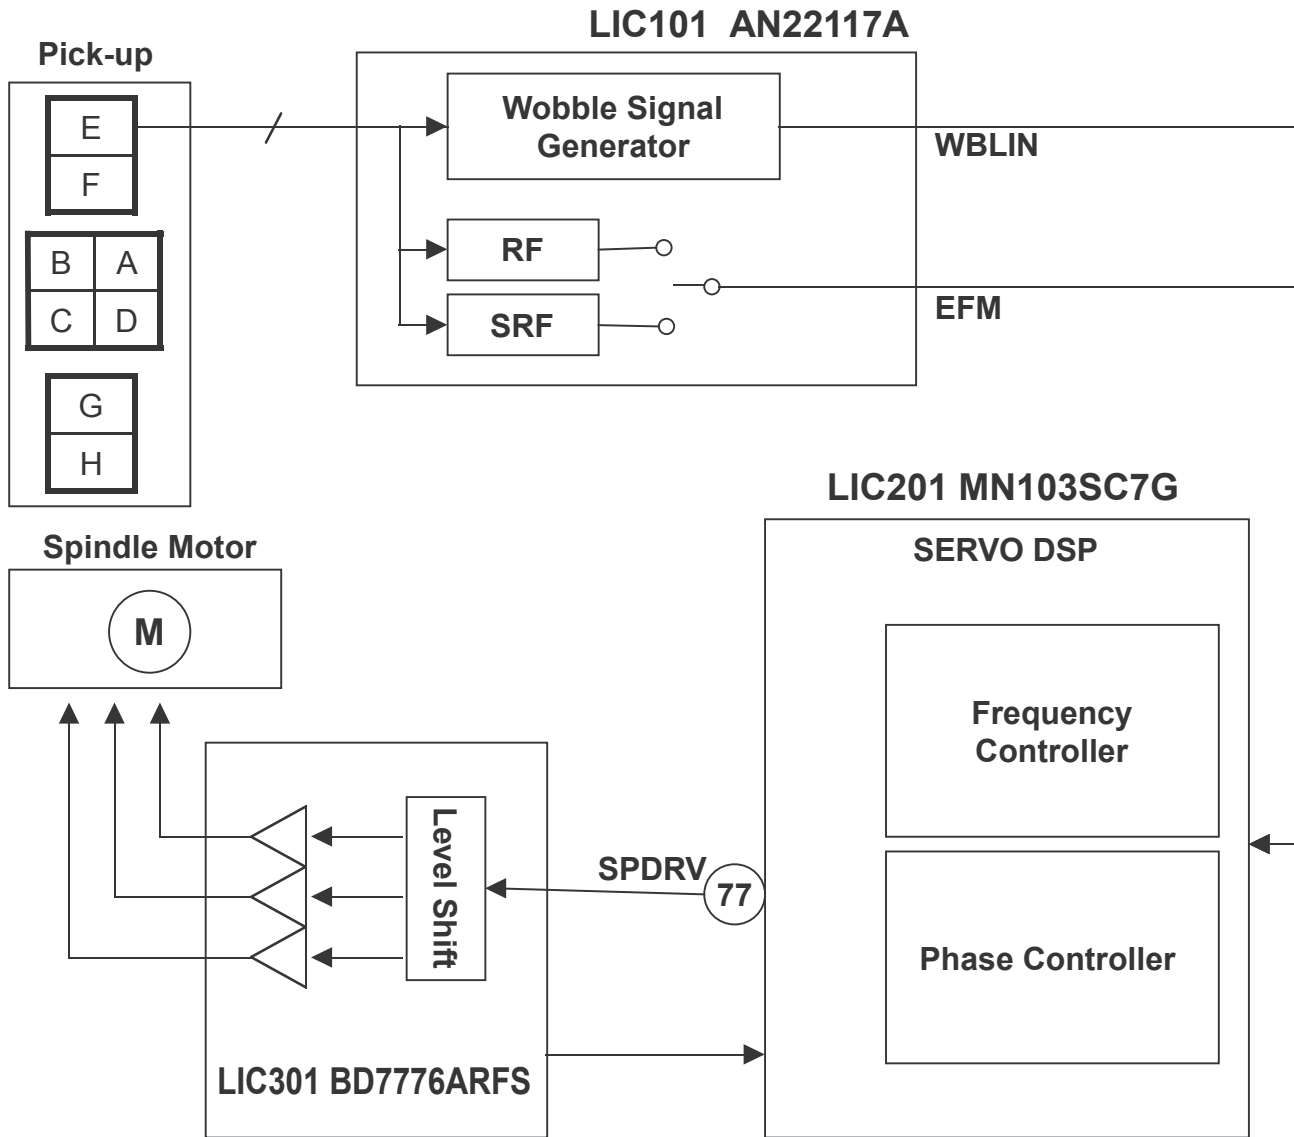 LIC101 AN22117A
Pick-up
E
F
B A
C D
G
H
Wobble Signal
Generator
RF
SRF
WBLIN
EFM
LIC201 MN103SC7G
SERVO DSP
Frequency
Controller
Phase Controller
Spindle Motor
M
Level Shift
SPDRV
77
LIC301 BD7776ARFS